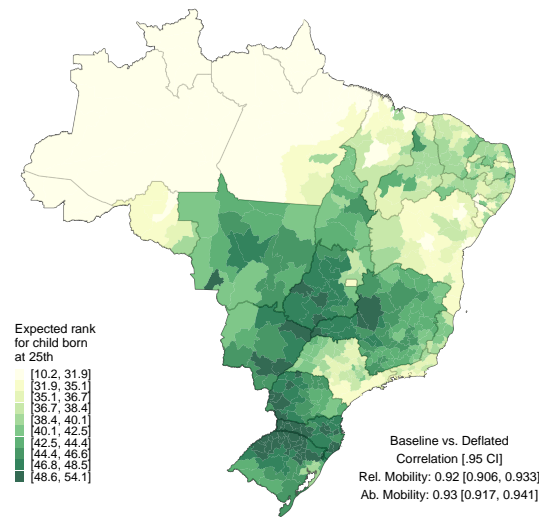 Expected rank
for child born
at 25th
[10.2, 31.9]
[31.9, 35.1]
[35.1, 36.7]
[36.7, 38.4]
[38.4, 40.1]
[40.1, 42.5]
[42.5, 44.4]
[44.4, 46.6]
[46.8, 48.5]
[48.6, 54.1]
Baseline vs. Deflated
Correlation [.95 CI]
Rel. Mobility: 0.92 [0.906, 0.933]
Ab. Mobility: 0.93 [0.917, 0.941]